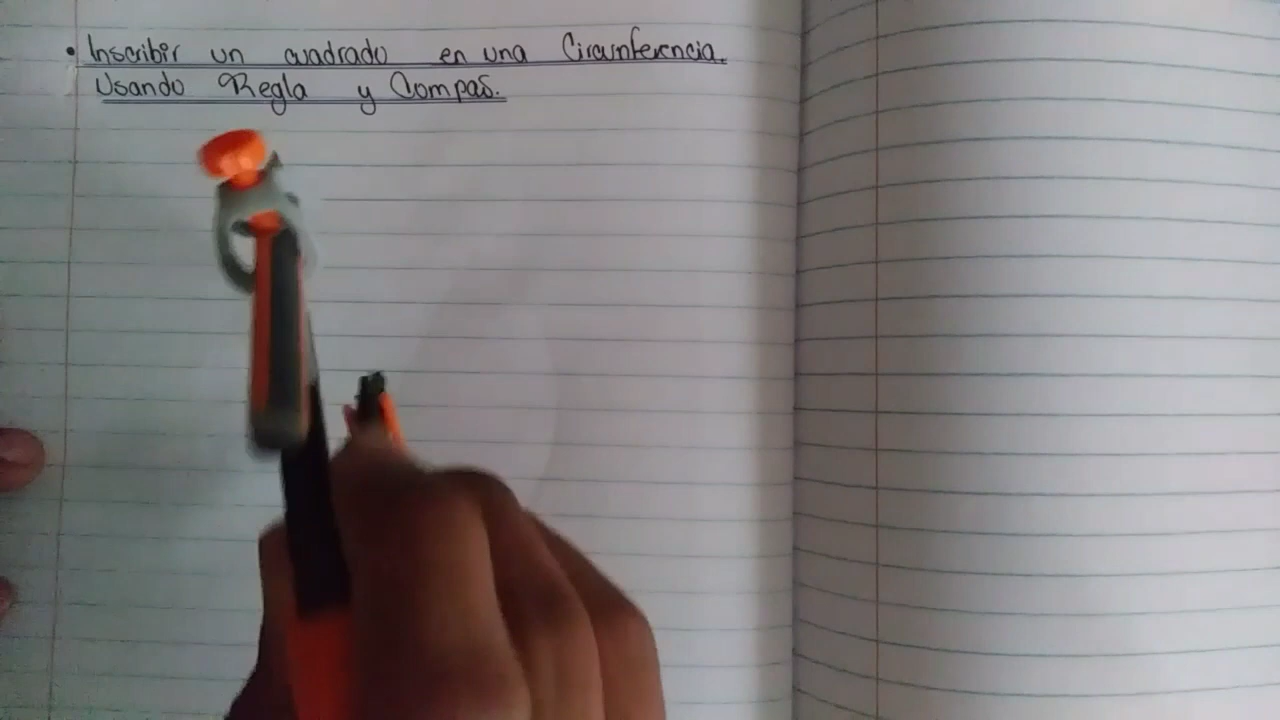 • Inscribir un cuadrado en una Circunferencia.
Usando Regla y Compas.